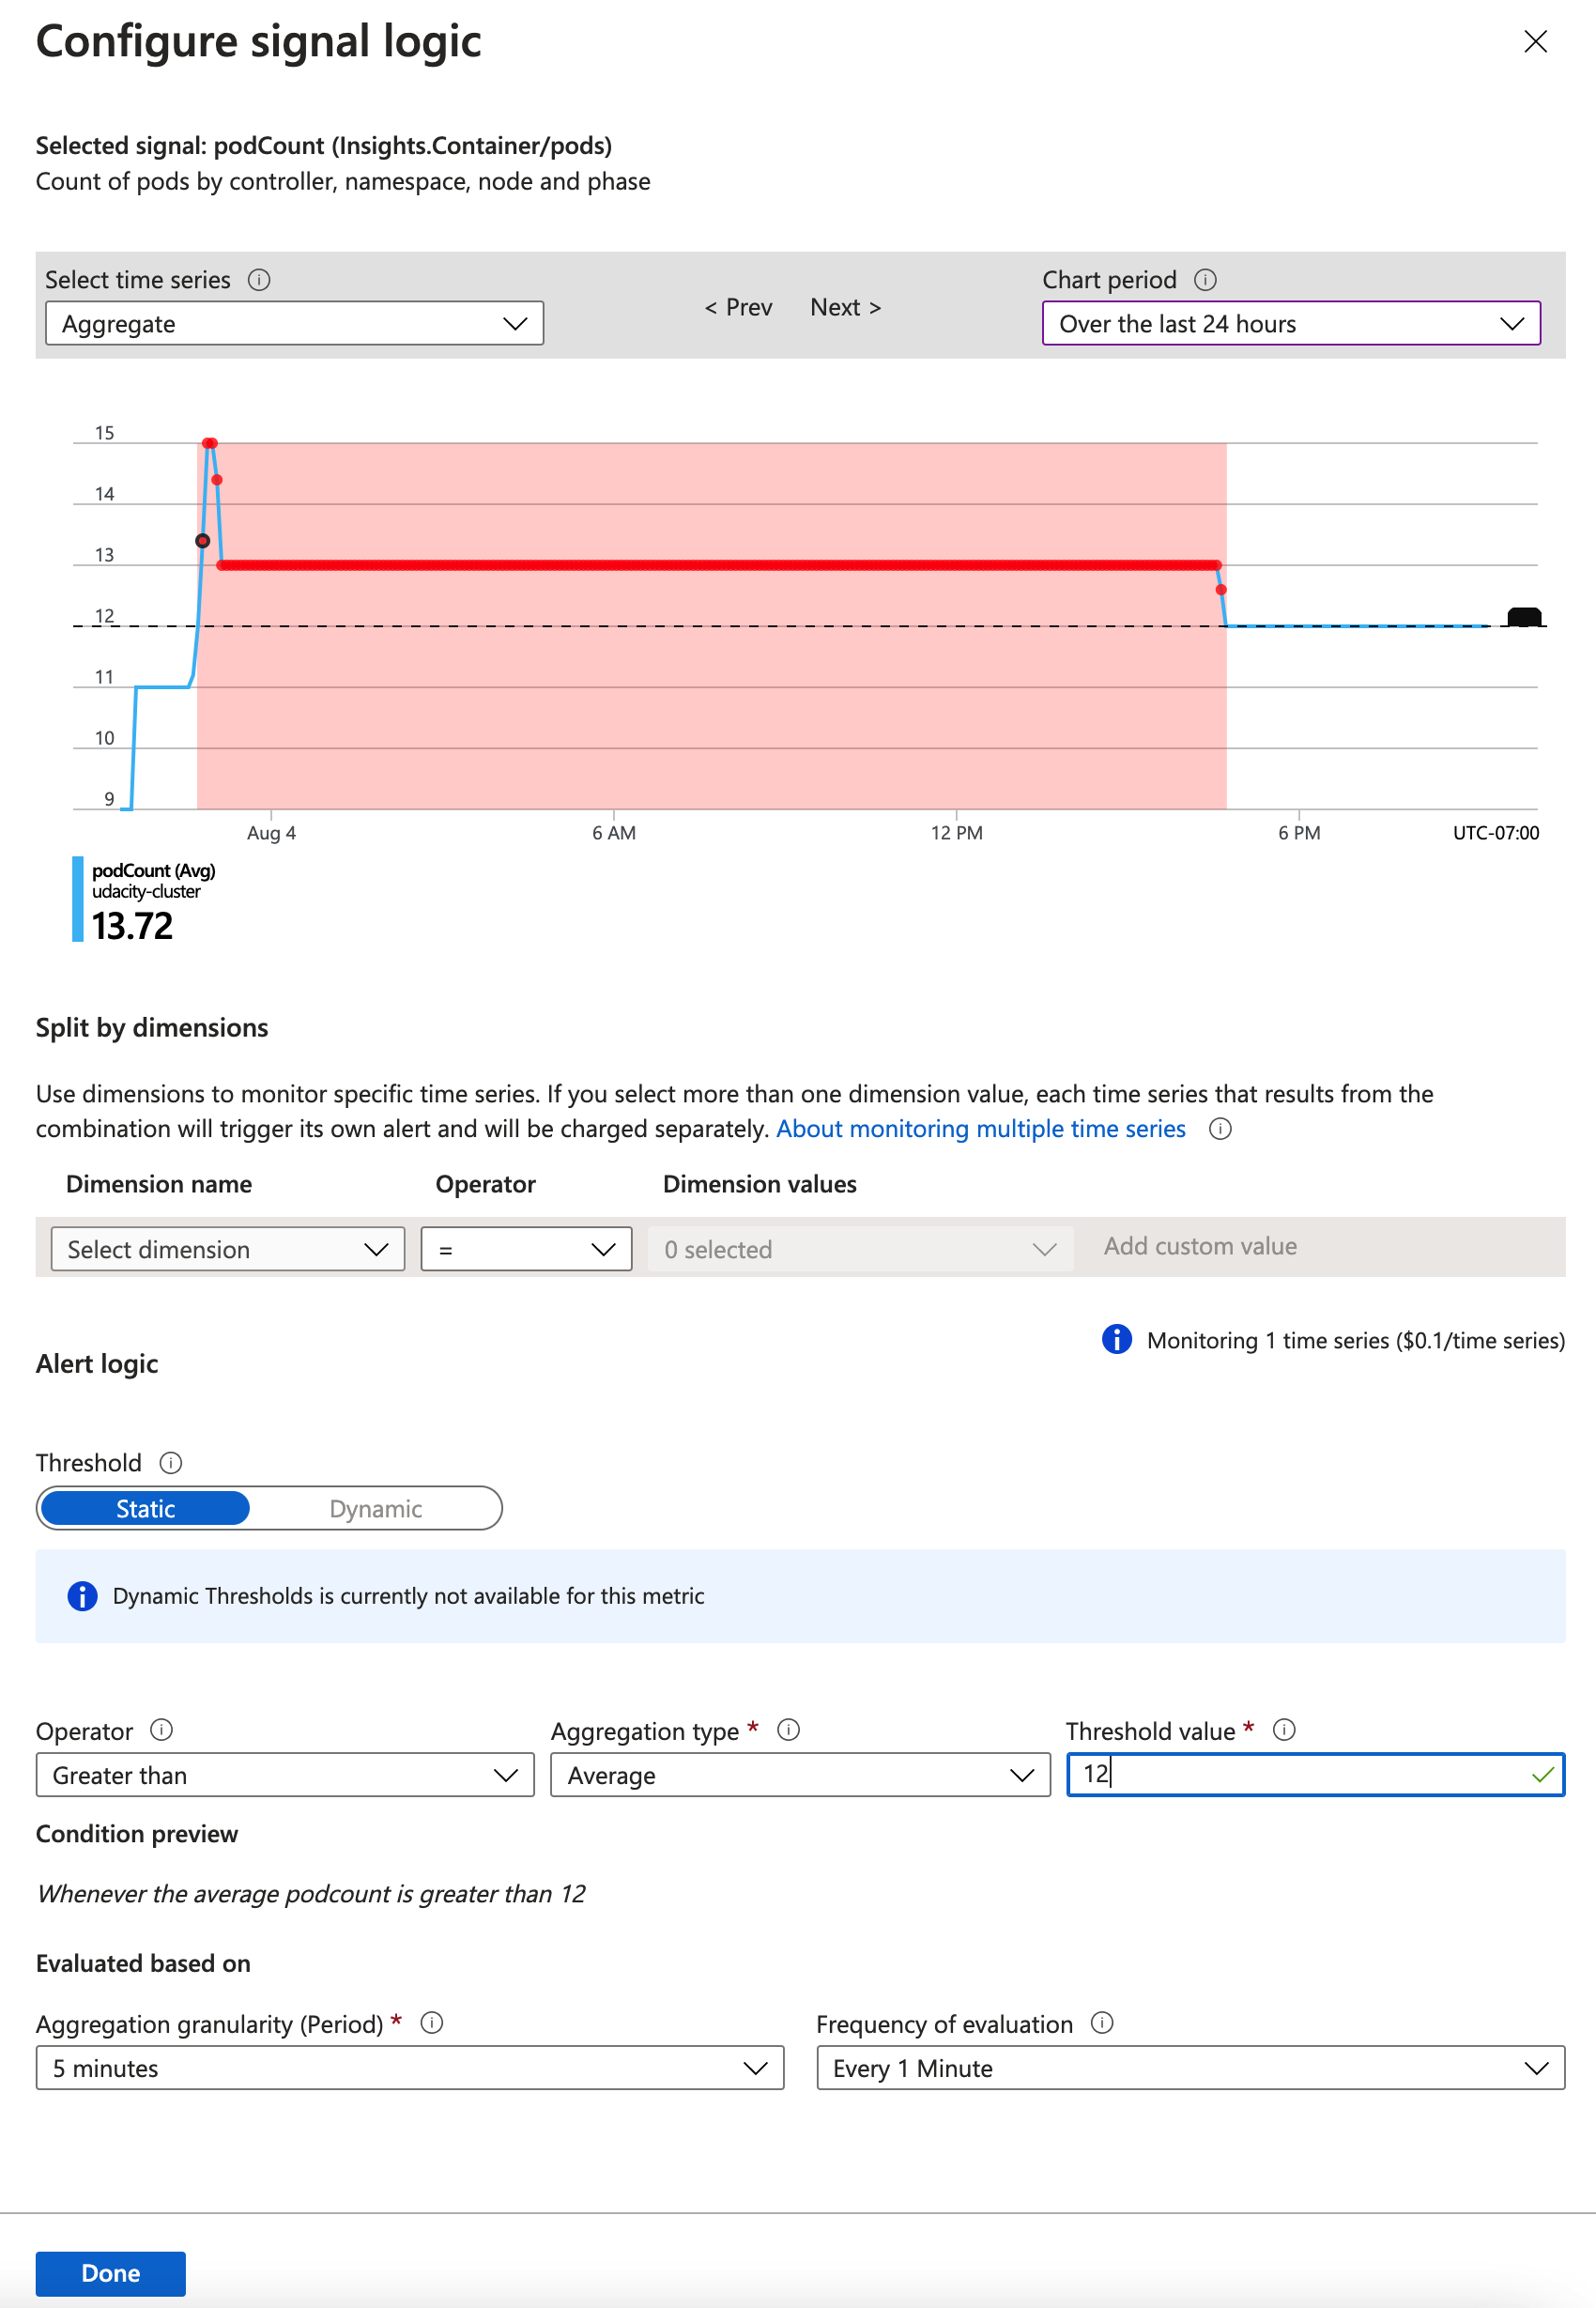 Configure signal logic
Selected signal: podCount (Insights.Container/pods)
Count of pods by controller, namespace, node and phase
Select time series
Aggregate
< Prev Next >
Chart period
Over the last 24 hours
15
14
13
12
11
10
9
Aug 4 6 AM 12 PM 6 PM UTC-07:00
podCount (Avg)
udacity-cluster
13.72
Split by dimensions
Use dimensions to monitor specific time series. If you select more than one dimension value, each time series that results from the
combination will trigger its own alert and will be charged separately. About monitoring multiple time series
Dimension name Operator Dimension values
Select dimension = 0 selected Add custom value
Monitoring 1 time series ($0.1/time series)
Alert logic
Threshold
Static Dynamic
Dynamic Thresholds is currently not available for this metric
Operator Aggregation type * Threshold value *
Greater than Average 12
Condition preview
Whenever the average podcount is greater than 12
Evaluated based on
Aggregation granularity (Period) * Frequency of evaluation
5 minutes Every 1 Minute
Done